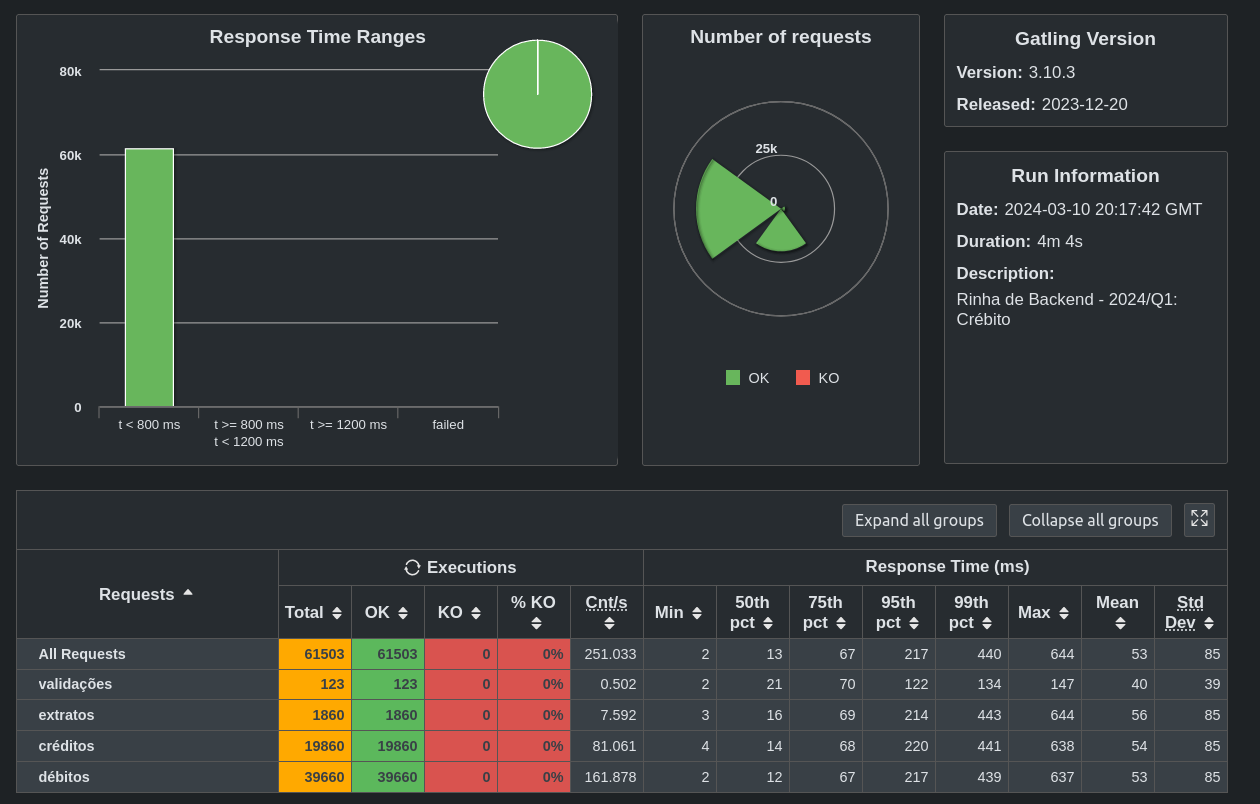 Response Time Ranges
80k
60k
40k
20k
0
Number of Requests
t < 800 ms
t >= 800 ms
t < 1200 ms
t >= 1200 ms
failed
Number of requests
25k
0
OK KO
Gatling Version
Version: 3.10.3
Released: 2023-12-20
Run Information
Date: 2024-03-10 20:17:42 GMT
Duration: 4m 4s
Description:
Rinha de Backend - 2024/Q1:
Crébito
Expand all groups Collapse all groups
Requests Executions Response Time (ms)
Total OK KO % KO Cnt/s Min 50th pct 75th pct 95th pct 99th pct Max Mean Std Dev
All Requests 61503 61503 0 0% 251.033 2 13 67 217 440 644 53 85
validações 123 123 0 0% 0.502 2 21 70 122 134 147 40 39
extratos 1860 1860 0 0% 7.592 3 16 69 214 443 644 56 85
créditos 19860 19860 0 0% 81.061 4 14 68 220 441 638 54 85
débitos 39660 39660 0 0% 161.878 2 12 67 217 439 637 53 85